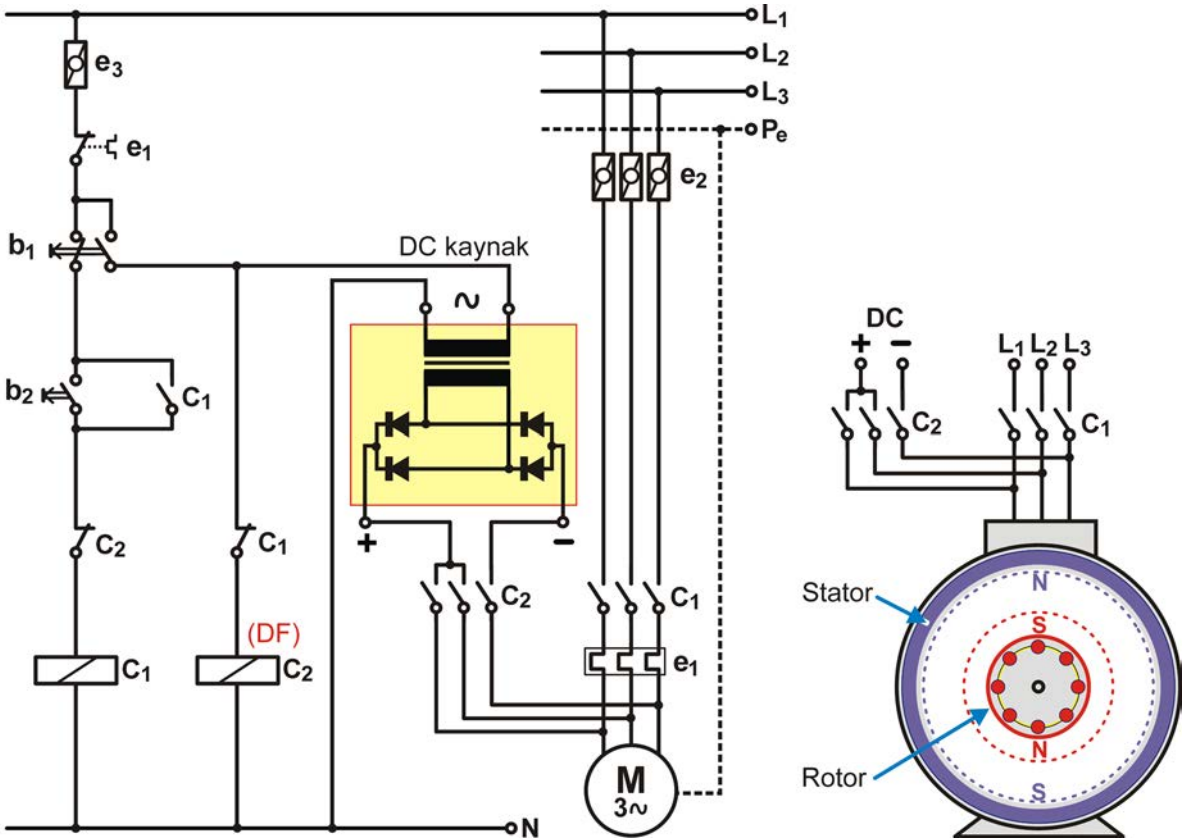 L₁
L₂
L₃
Pₑ
e₃
e₁
e₂
b₁
DC kaynak
~
b₂
C₁
C₂
C₁
+ −
C₂
C₁
(DF)
C₁
C₂
e₁
M
3~
N
DC
+ −
L₁ L₂ L₃
C₂
C₁
Stator
N
S
Rotor
N
S